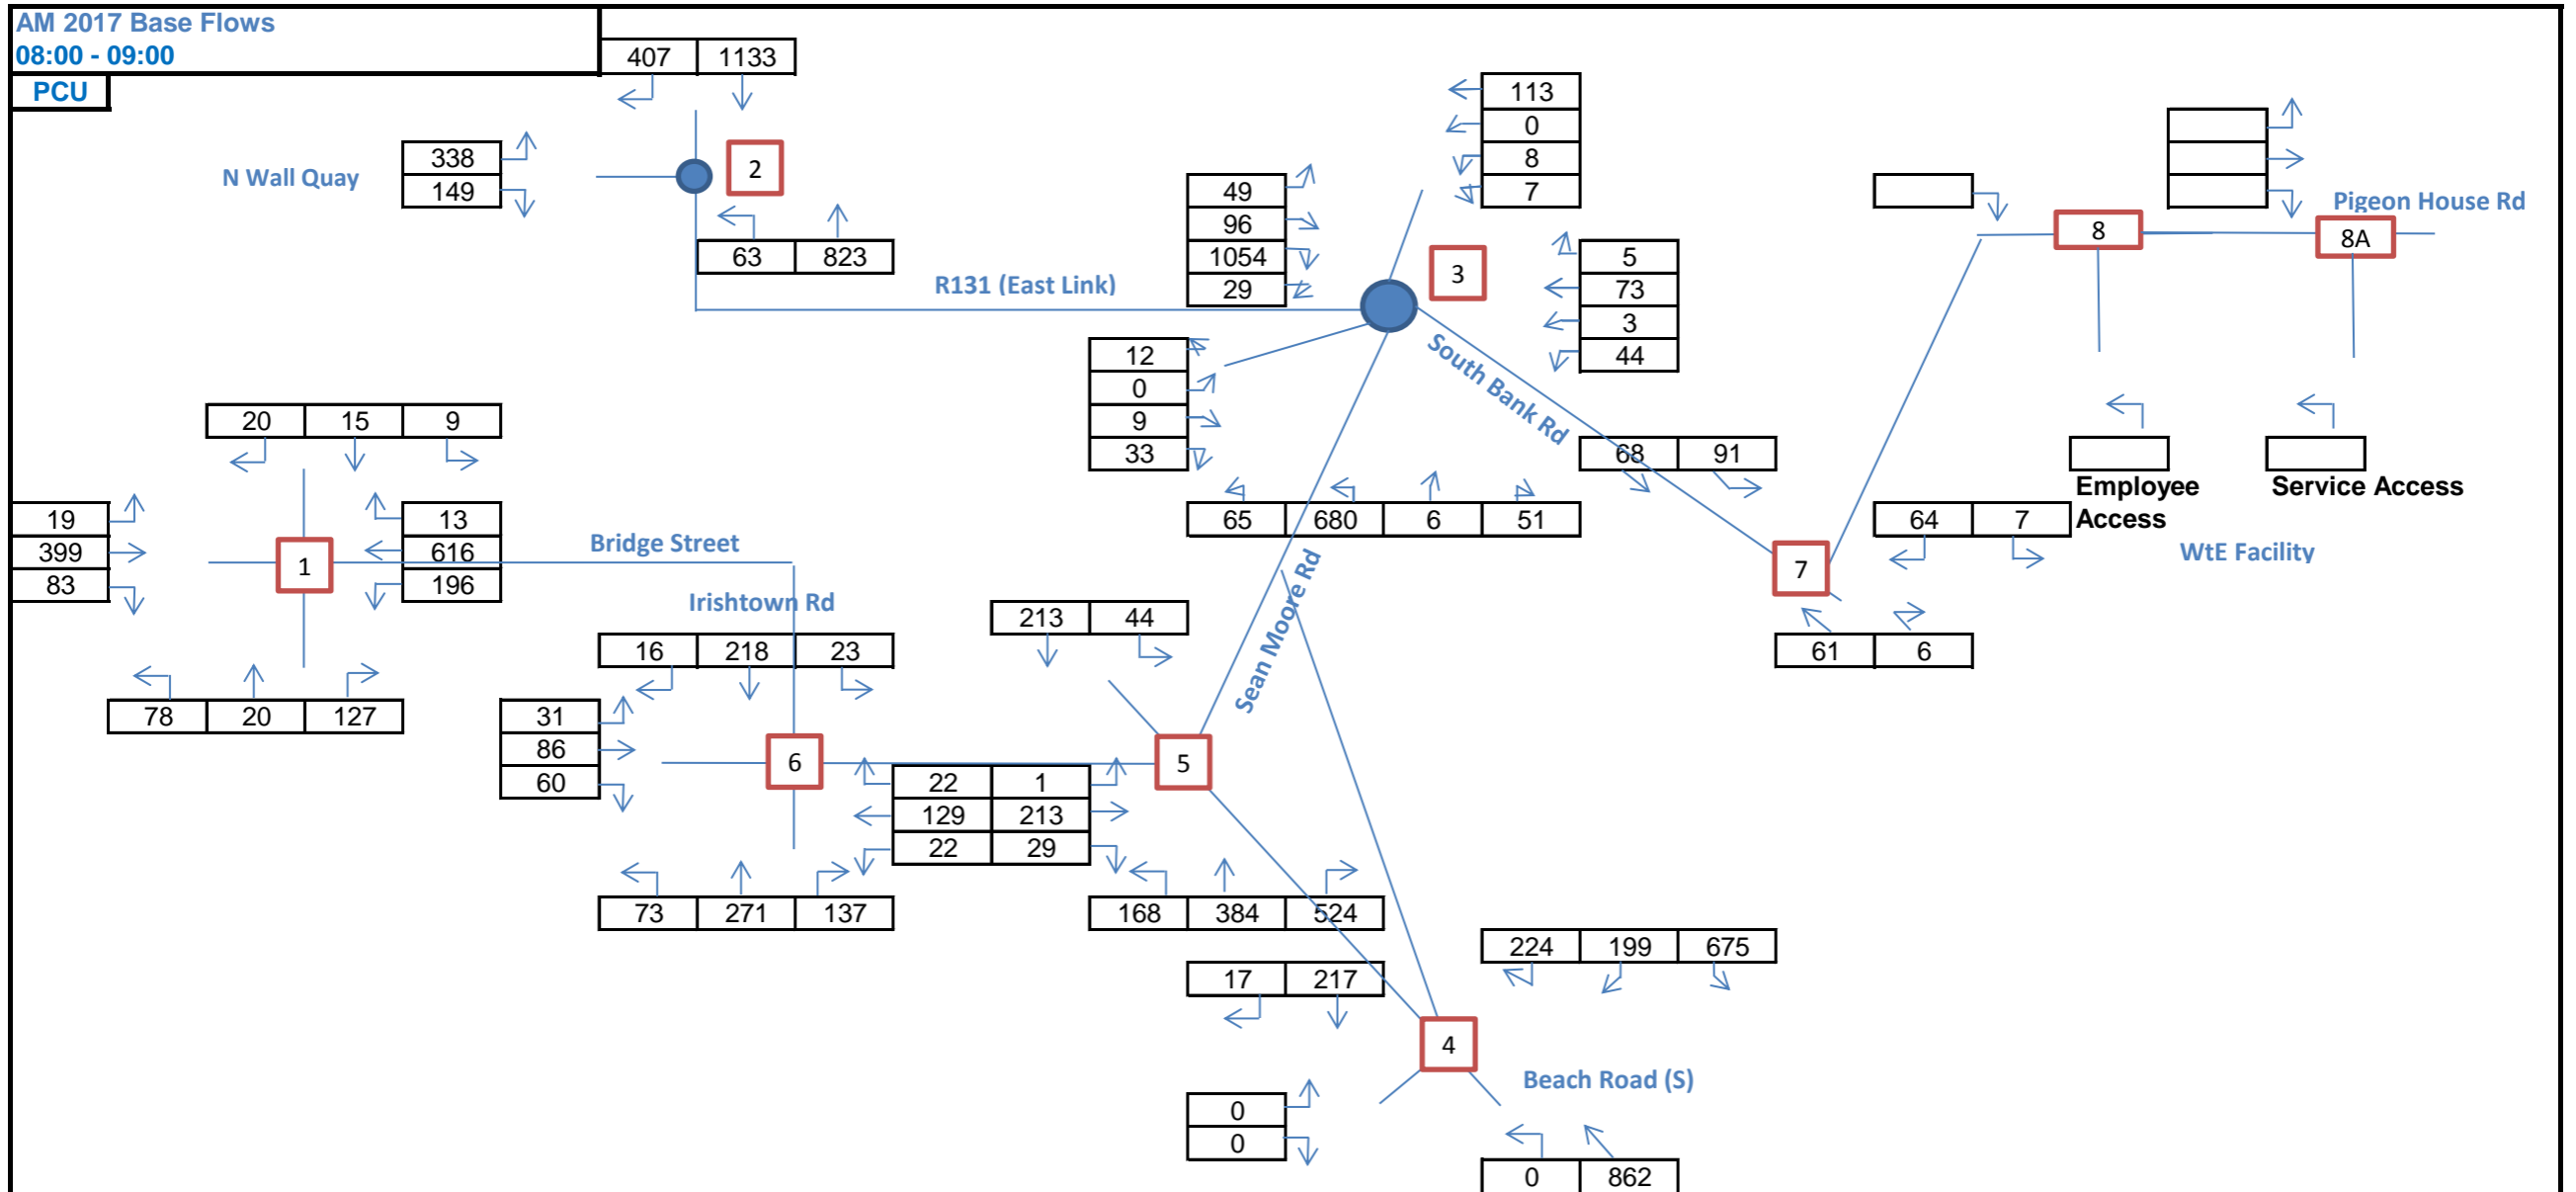 AM 2017 Base Flows
08:00 - 09:00
PCU
407 1133
113
0
8
7
338
149
N Wall Quay
2
63 823
49
96
1054
29
3
5
73
3
44
R131 (East Link)
8
8A
Pigeon House Rd
12
0
9
33
South Bank Rd
68 91
65 680 6 51
Employee
Access
Service Access
64 7
WtE Facility
7
61 6
20 15 9
19
399
83
13
616
196
1
Bridge Street
78 20 127
Irishtown Rd
16 218 23
213 44
Sean Moore Rd
31
86
60
6
22 1
129 213
22 29
5
73 271 137
168 384 524
17 217
224 199 675
4
Beach Road (S)
0
0
0 862